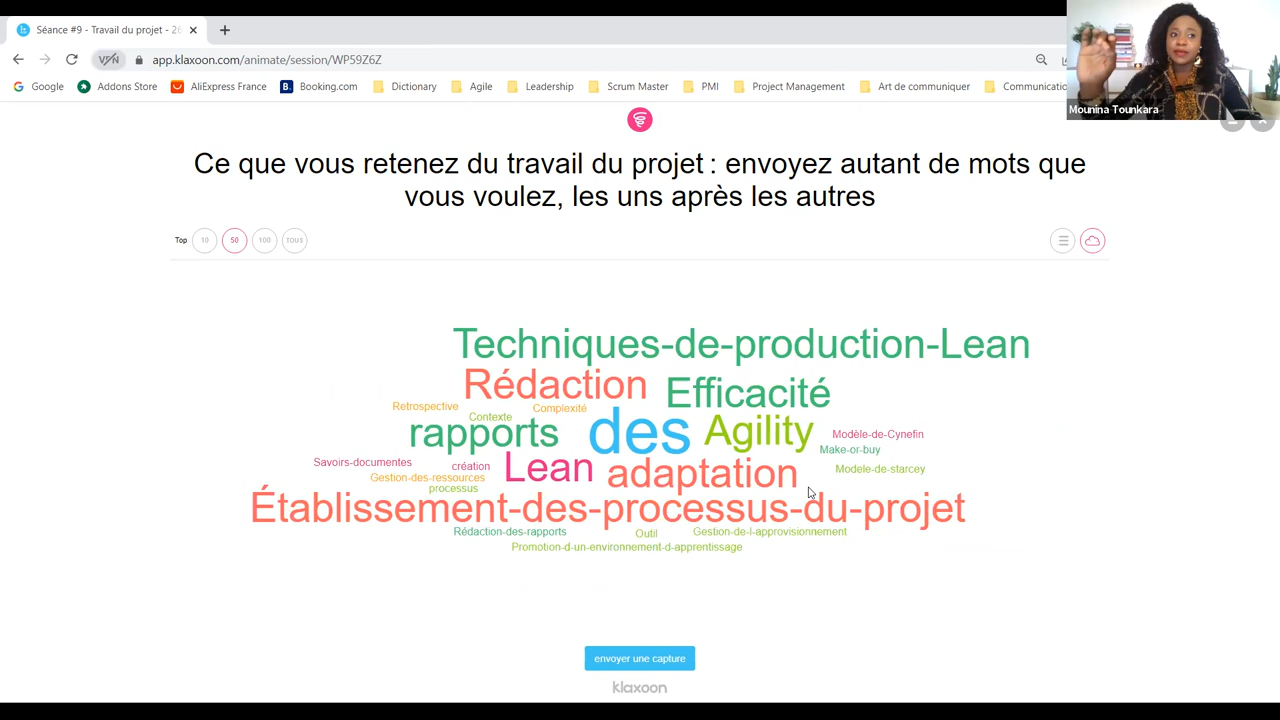 Séance #9 - Travail du projet - 26
app.klaxoon.com/animate/session/WP59Z6Z
Google Addons Store AliExpress France Booking.com Dictionary Agile Leadership Scrum Master PMI Project Management Art de communiquer Communicatio
Mounina Tounkara
Ce que vous retenez du travail du projet : envoyez autant de mots que
vous voulez, les uns après les autres
Top 10 50 100 TOUS
Techniques-de-production-Lean
Rédaction Efficacité
Retrospective Contexte Complexité
rapports des Agility Modèle-de-Cynefin
Make-or-buy
Savoirs-documentes création Lean adaptation Modele-de-starcey
Gestion-des-ressources
processus
Établissement-des-processus-du-projet
Rédaction-des-rapports Outil Gestion-de-l-approvisionnement
Promotion-d-un-environnement-d-apprentissage
envoyer une capture
klaxoon